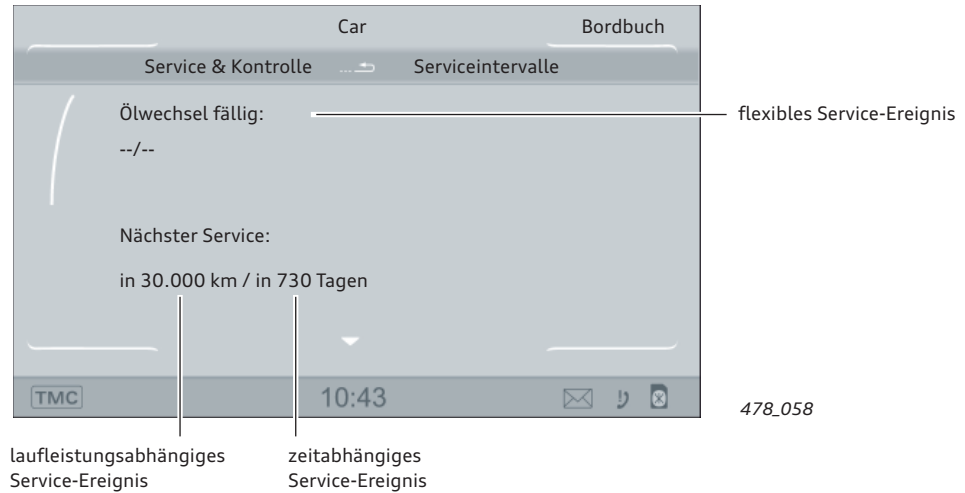 Car Bordbuch
Service & Kontrolle ... Serviceintervalle
Ölwechsel fällig:
flexibles Service-Ereignis
--/--
Nächster Service:
in 30.000 km / in 730 Tagen
TMC 10:43
478_058
laufleistungsabhängiges
Service-Ereignis
zeitabhängiges
Service-Ereignis